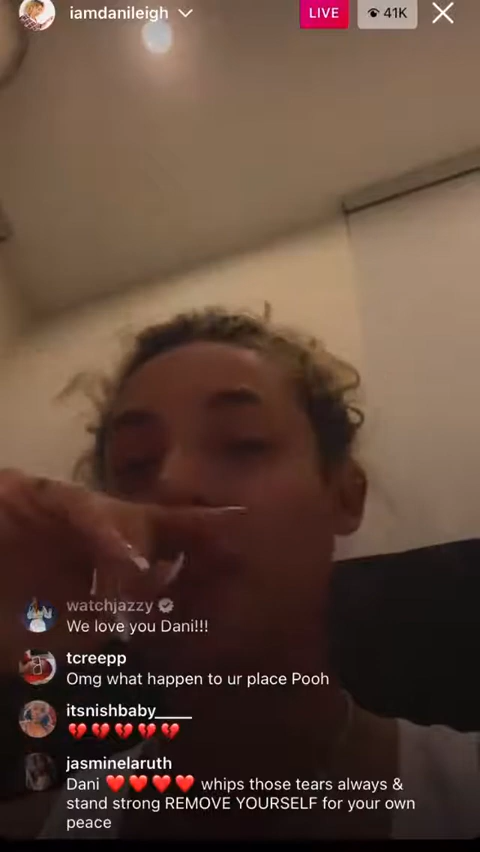 iamdanileigh
LIVE
41K
watchjazzy
We love you Dani!!!
tcreepp
Omg what happen to ur place Pooh
itsnishbaby_____
💔💔💔💔💔
jasminelaruth
Dani ❤️❤️❤️❤️ whips those tears always &
stand strong REMOVE YOURSELF for your own
peace